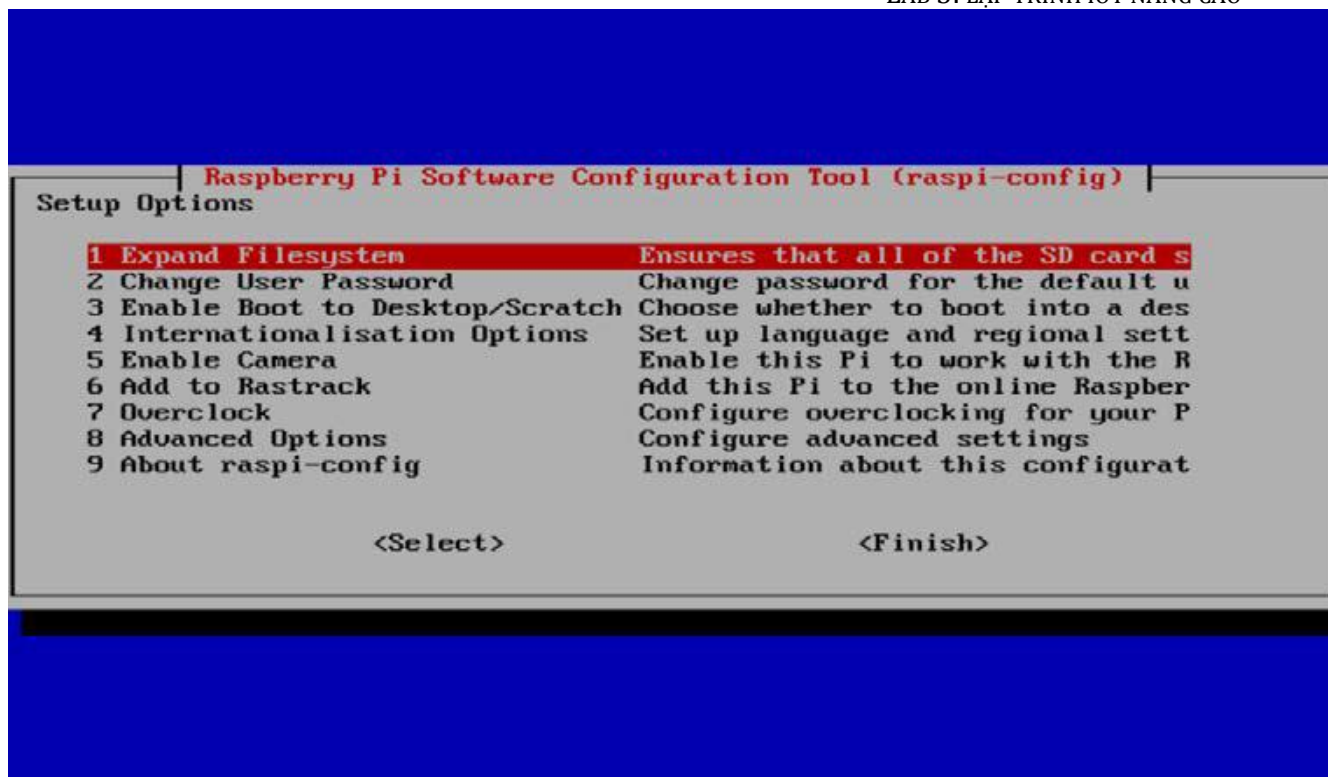 Raspberry Pi Software Configuration Tool (raspi-config)
Setup Options
1 Expand Filesystem Ensures that all of the SD card s
2 Change User Password Change password for the default u
3 Enable Boot to Desktop/Scratch Choose whether to boot into a des
4 Internationalisation Options Set up language and regional sett
5 Enable Camera Enable this Pi to work with the R
6 Add to Rastrack Add this Pi to the online Raspber
7 Overclock Configure overclocking for your P
8 Advanced Options Configure advanced settings
9 About raspi-config Information about this configurat
<Select> <Finish>